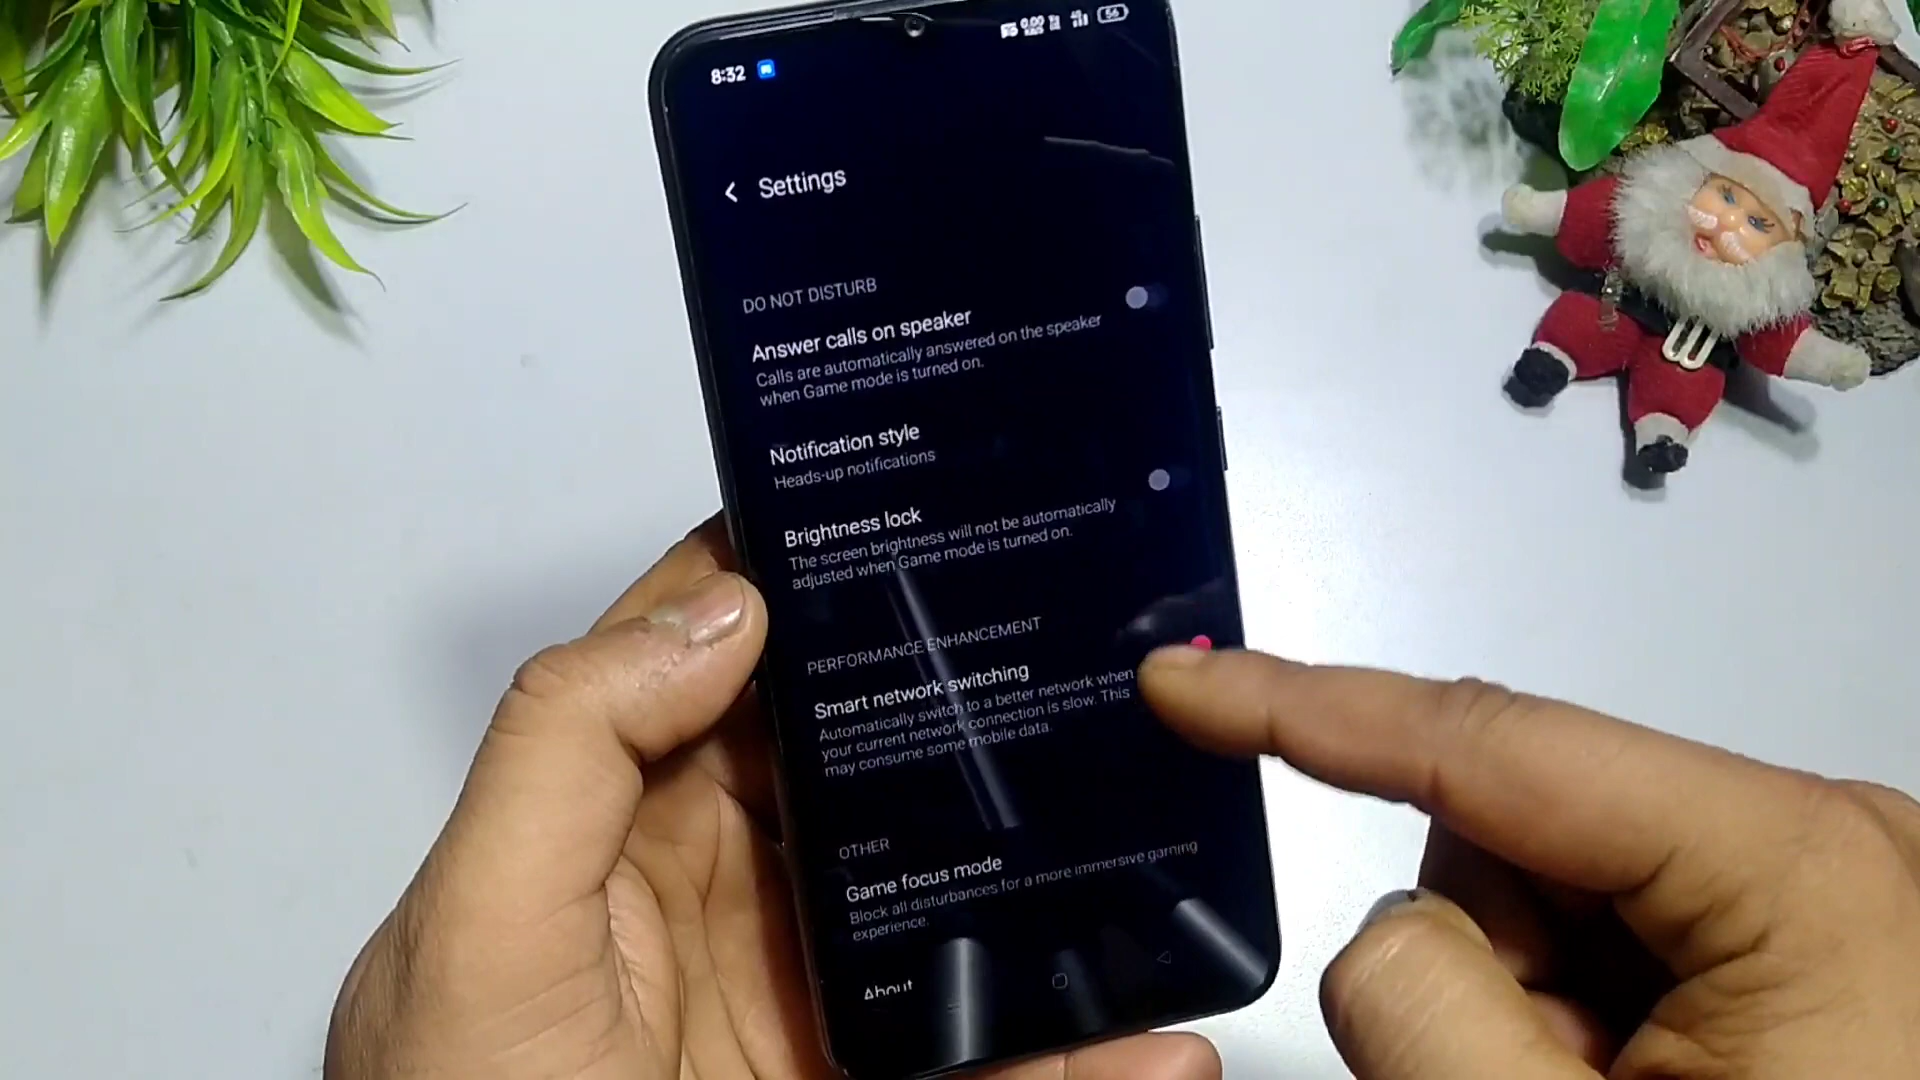 8:32
0.00
56
Settings
DO NOT DISTURB
Answer calls on speaker
Calls are automatically answered on the speaker
when Game mode is turned on.
Notification style
Heads-up notifications
Brightness lock
The screen brightness will not be automatically
adjusted when Game mode is turned on.
PERFORMANCE ENHANCEMENT
Smart network switching
Automatically switch to a better network when
your current network connection is slow. This
may consume some mobile data.
OTHER
Game focus mode
Block all disturbances for a more immersive gaming
experience.
About